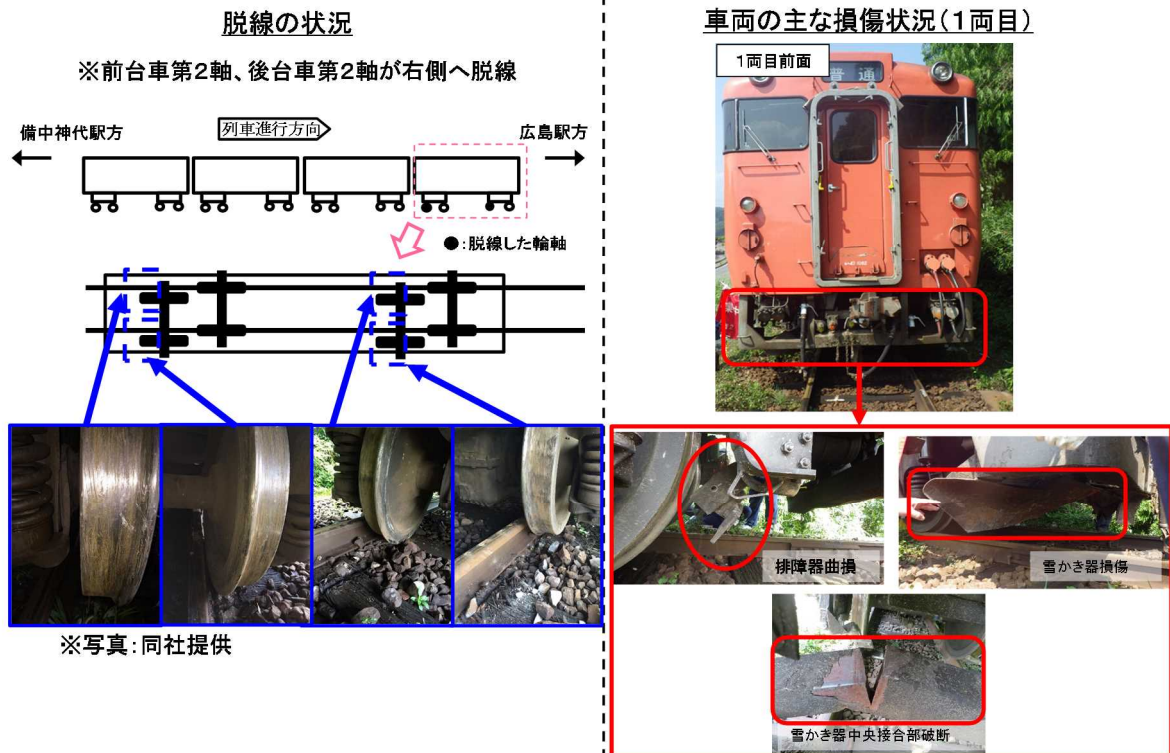 脱線の状況
※前台車第2軸、後台車第2軸が右側へ脱線
備中神代駅方
列車進行方向
広島駅方
●:脱線した輪軸
※写真:同社提供
車両の主な損傷状況(1両目)
1両目前面
普通
排障器曲損
雪かき器損傷
雪かき器中央接合部破断